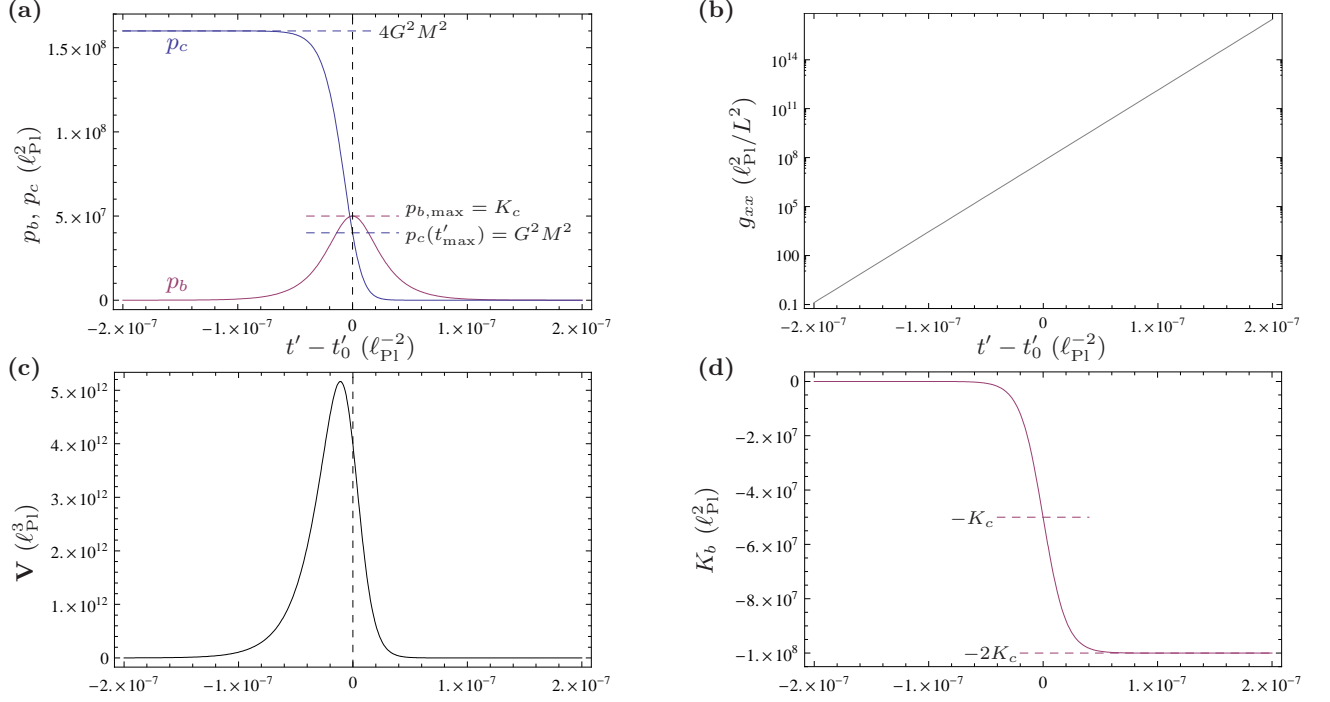 (a)
p_b, p_c (ℓ_Pl^2)
1.5×10^8
1.×10^8
5.×10^7
0
p_c
4G^2M^2
p_{b,max} = K_c
p_c(t′_max) = G^2M^2
p_b
−2.×10^-7
−1.×10^-7
0
1.×10^-7
2.×10^-7
t′ − t′_0 (ℓ_Pl^-2)
(b)
g_xx (ℓ_Pl^2/L^2)
10^14
10^11
10^8
10^5
100
0.1
−2.×10^-7
−1.×10^-7
0
1.×10^-7
2.×10^-7
t′ − t′_0 (ℓ_Pl^-2)
(c)
V (ℓ_Pl^3)
5.×10^12
4.×10^12
3.×10^12
2.×10^12
1.×10^12
0
−2.×10^-7
−1.×10^-7
0
1.×10^-7
2.×10^-7
(d)
K_b (ℓ_Pl^2)
0
−2.×10^7
−4.×10^7
−6.×10^7
−8.×10^7
−1.×10^8
−K_c
−2K_c
−2.×10^-7
−1.×10^-7
0
1.×10^-7
2.×10^-7